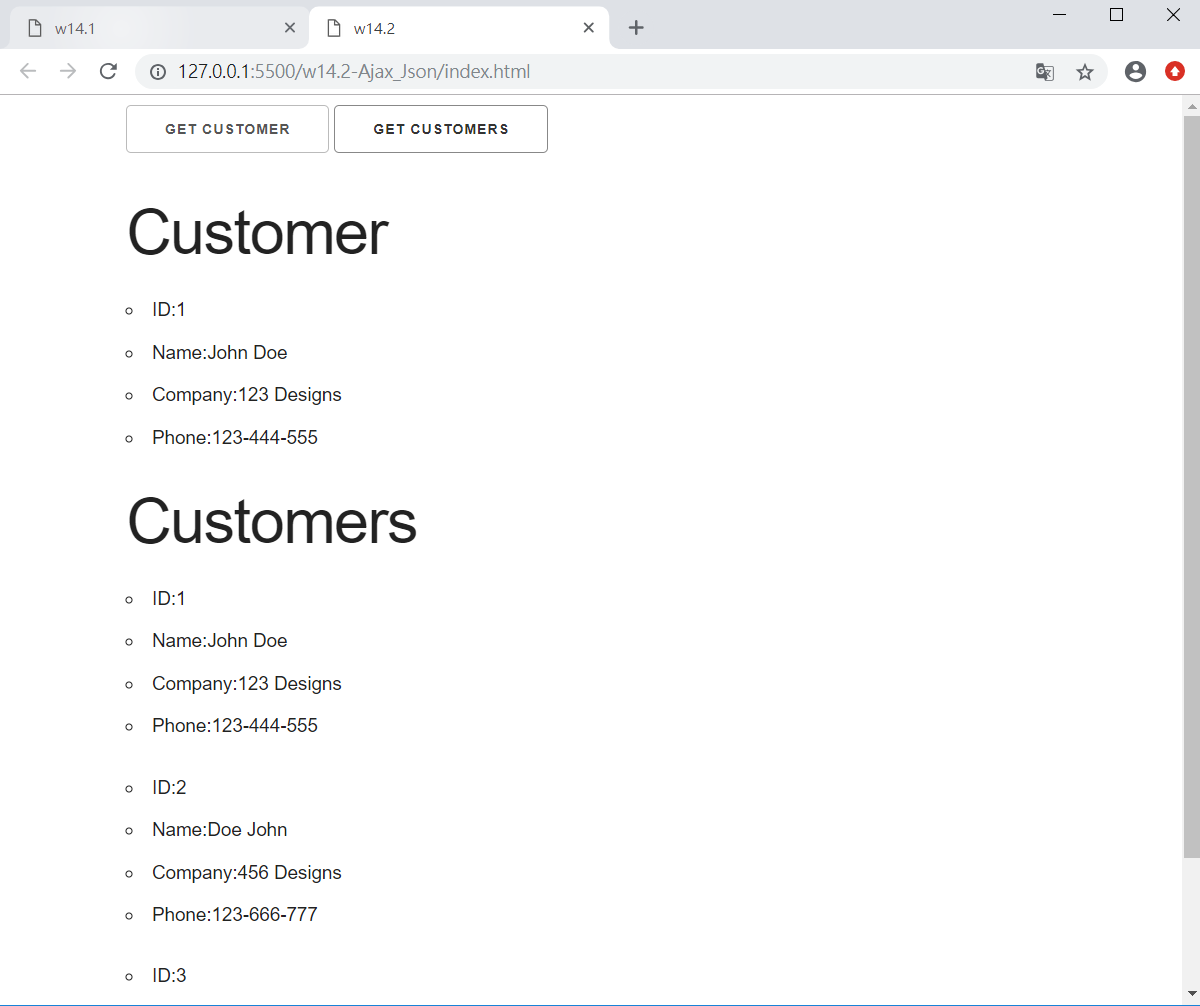 w14.1
w14.2
127.0.0.1:5500/w14.2-Ajax_Json/index.html
GET CUSTOMER GET CUSTOMERS
Customer
ID:1
Name:John Doe
Company:123 Designs
Phone:123-444-555
Customers
ID:1
Name:John Doe
Company:123 Designs
Phone:123-444-555
ID:2
Name:Doe John
Company:456 Designs
Phone:123-666-777
ID:3